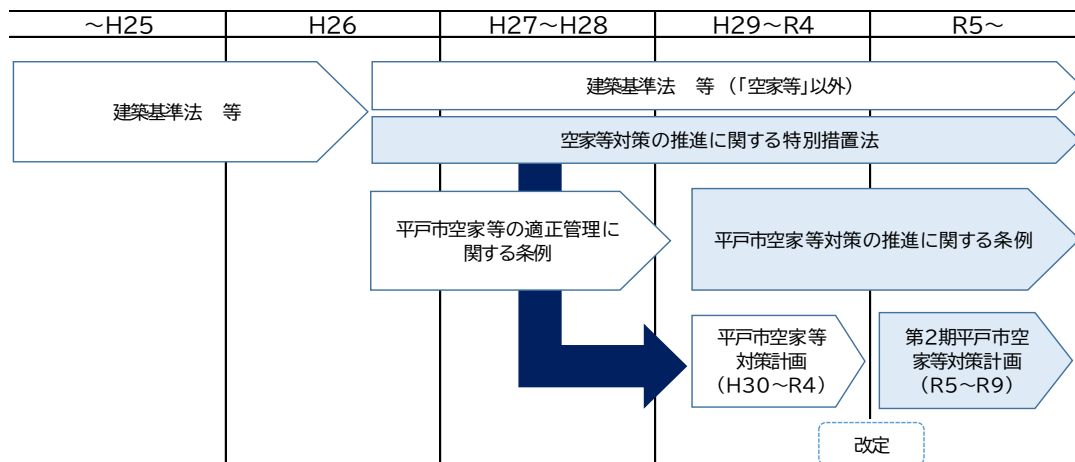 ～H25
H26
H27～H28
H29～R4
R5～
建築基準法　等
建築基準法　等（「空家等」以外）
空家等対策の推進に関する特別措置法
平戸市空家等の適正管理に
関する条例
平戸市空家等対策の推進に関する条例
平戸市空家等
対策計画
（H30～R4）
第2期平戸市空
家等対策計画
（R5～R9）
改定